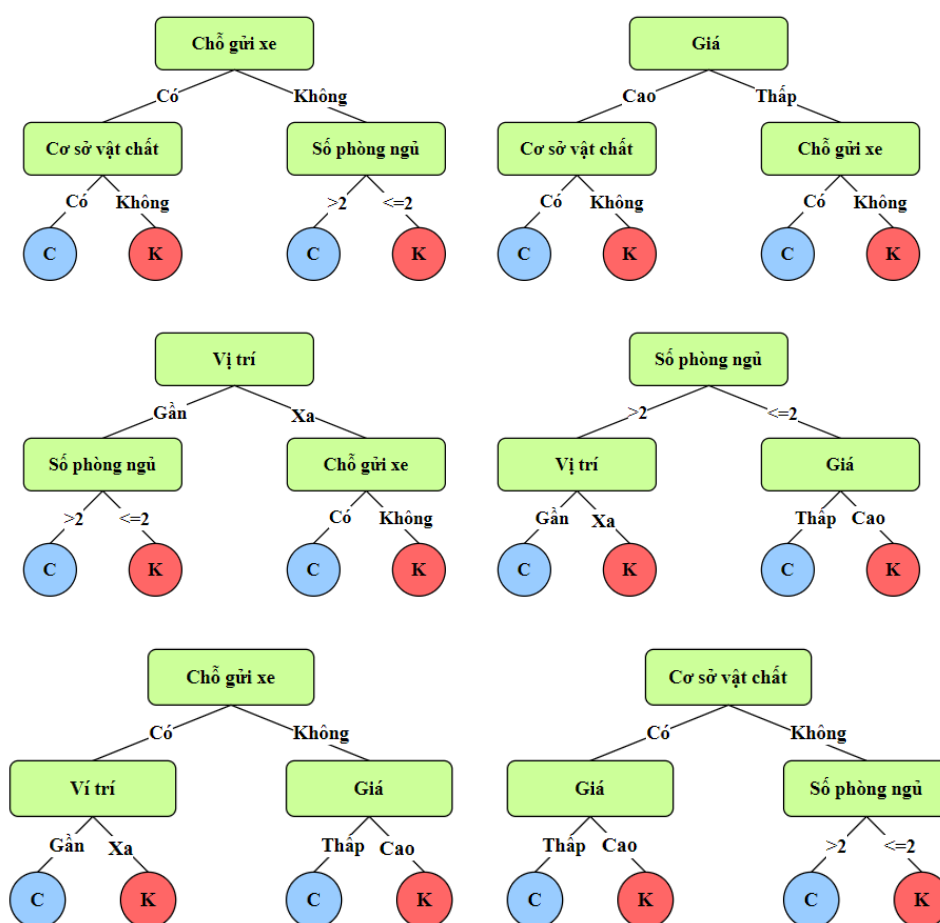 Chỗ gửi xe
Giá
Có
Không
Cao
Thấp
Cơ sở vật chất
Số phòng ngủ
Cơ sở vật chất
Chỗ gửi xe
Có
Không
>2
<=2
Có
Không
Có
Không
C
K
C
K
C
K
C
K
Vị trí
Số phòng ngủ
Gần
Xa
>2
<=2
Số phòng ngủ
Chỗ gửi xe
Vị trí
Giá
>2
<=2
Có
Không
Gần
Xa
Thấp
Cao
C
K
C
K
C
K
C
K
Chỗ gửi xe
Cơ sở vật chất
Có
Không
Có
Không
Ví trí
Giá
Giá
Số phòng ngủ
Gần
Xa
Thấp
Cao
Thấp
Cao
>2
<=2
C
K
C
K
C
K
C
K